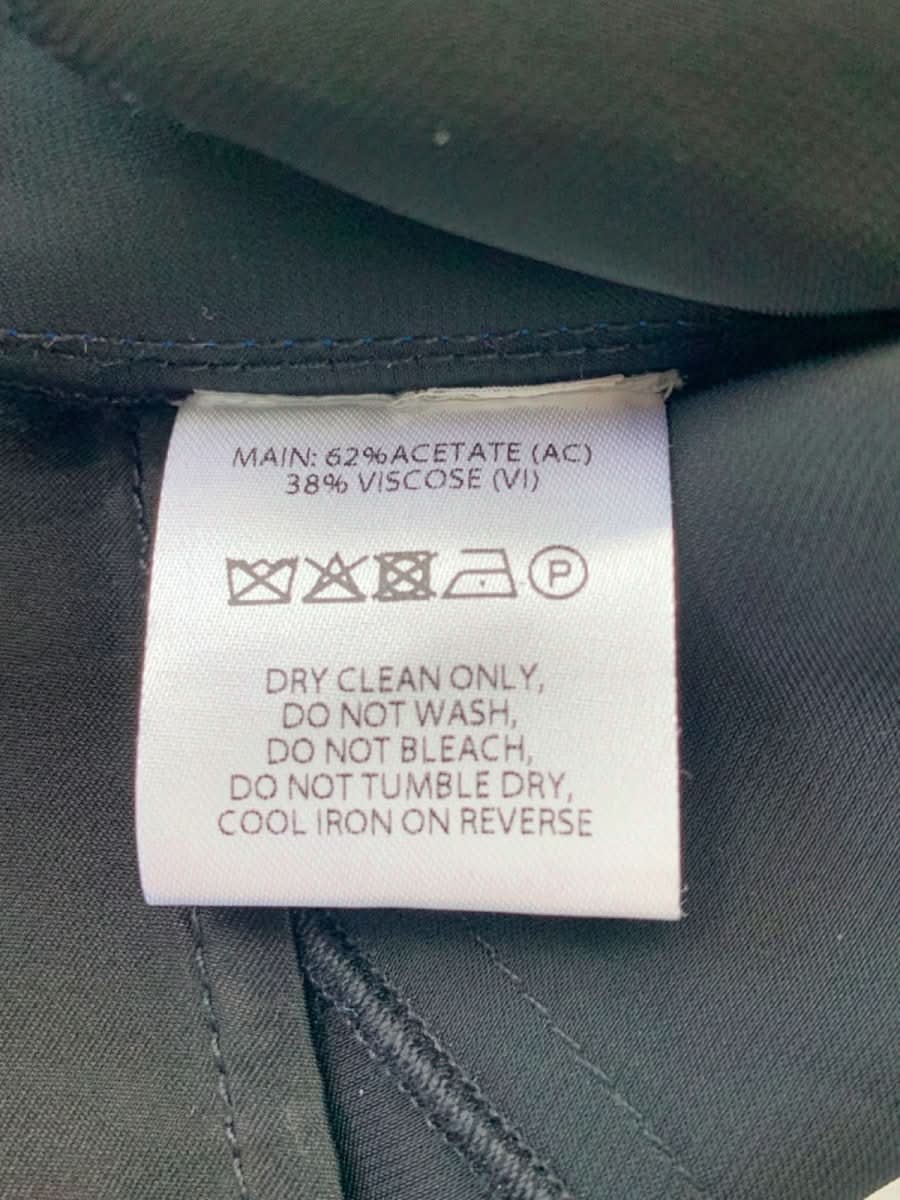 MAIN: 62% ACETATE (AC)
38% VISCOSE (VI)
P
DRY CLEAN ONLY,
DO NOT WASH,
DO NOT BLEACH,
DO NOT TUMBLE DRY,
COOL IRON ON REVERSE